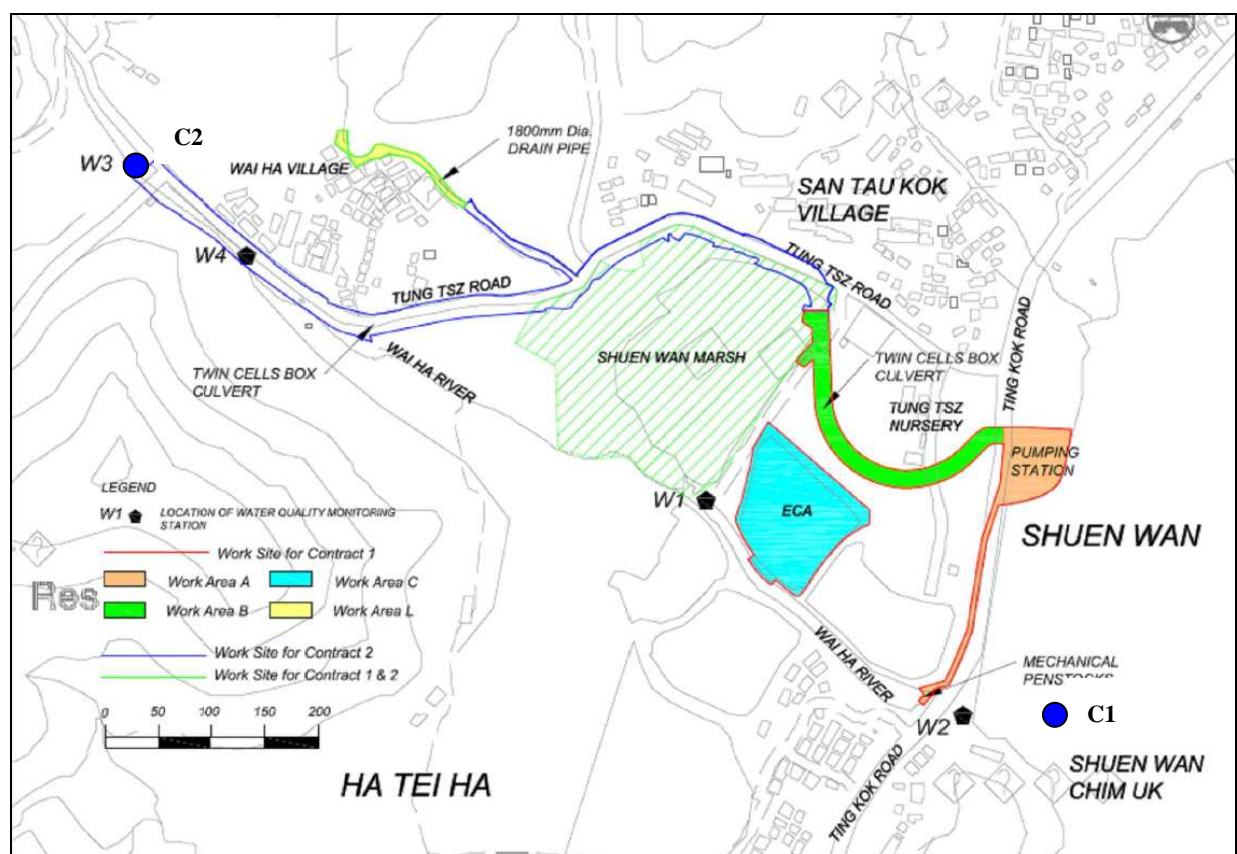 C2
W3
WAI HA VILLAGE
1800mm Dia.
DRAIN PIPE
W4
SAN TAU KOK
VILLAGE
TUNG TSZ ROAD
TUNG TSZ ROAD
TING KOK ROAD
TWIN CELLS BOX
CULVERT
WAI HA RIVER
SHUEN WAN MARSH
TWIN CELLS BOX
CULVERT
TUNG TSZ
NURSERY
PUMPING
STATION
W1
ECA
SHUEN WAN
LEGEND
W1 LOCATION OF WATER QUALITY MONITORING
STATION
Work Site for Contract 1
Work Area A
Work Area C
Work Area B
Work Area L
Work Site for Contract 2
Work Site for Contract 1 & 2
Res
0 50 100 150 200
WAI HA RIVER
MECHANICAL
PENSTOCKS
W2
C1
TING KOK ROAD
SHUEN WAN
CHIM UK
HA TEI HA